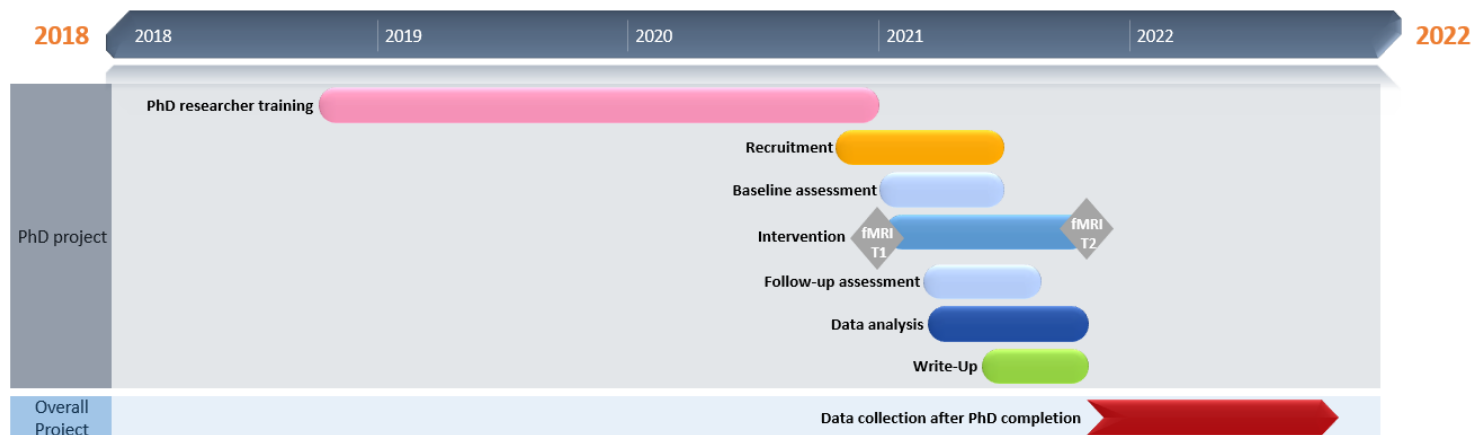 2018 2018 2019 2020 2021 2022 2022
PhD project
PhD researcher training
Recruitment
Baseline assessment
Intervention
fMRI
T1
fMRI
T2
Follow-up assessment
Data analysis
Write-Up
Overall
Project
Data collection after PhD completion